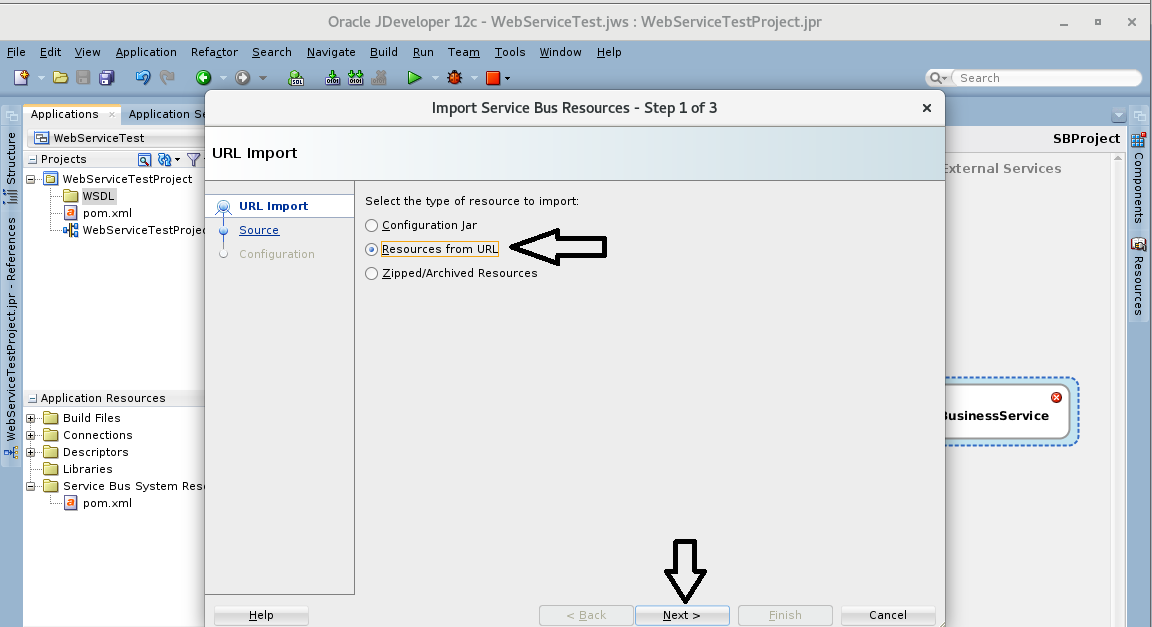 Oracle JDeveloper 12c - WebServiceTest.jws : WebServiceTestProject.jpr
File Edit View Application Refactor Search Navigate Build Run Team Tools Window Help
Search
Applications × Application Se
WebServiceTest
Projects
WebServiceTestProject
WSDL
pom.xml
WebServiceTestProjec
Application Resources
Build Files
Connections
Descriptors
Libraries
Service Bus System Reso
pom.xml
Structure
WebServiceTestProject.jpr - References
Import Service Bus Resources - Step 1 of 3
URL Import
URL Import
Source
Configuration
Select the type of resource to import:
Configuration Jar
Resources from URL
Zipped/Archived Resources
Help
< Back
Next >
Finish
Cancel
SBProject
External Services
BusinessService
Components
Resources